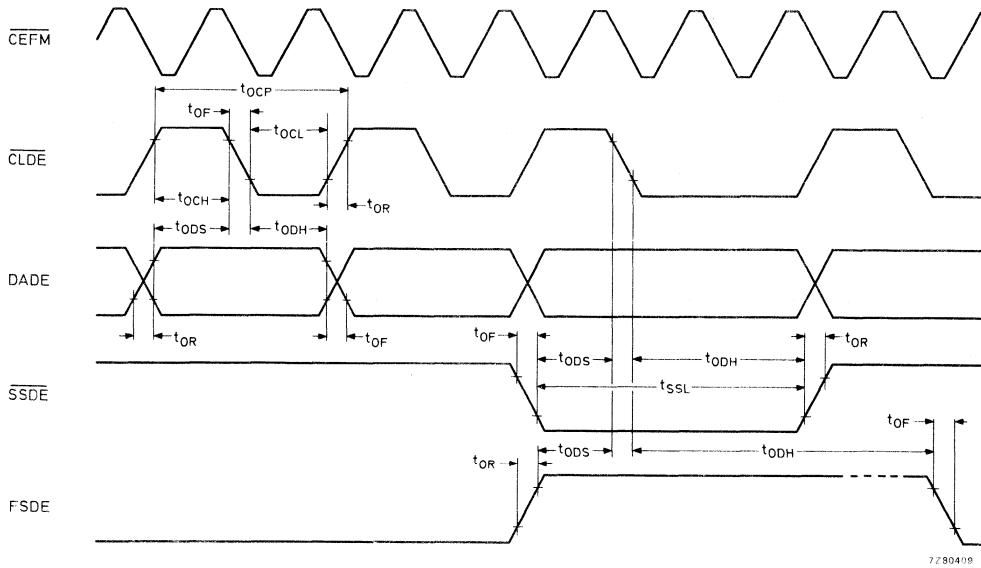 CEFM
tOCP
tOF
tOCL
CLDE
tOCH
tOR
tODS
tODH
DADE
tOR
tOF
tOF
tODS
tODH
tOR
SSDE
tSSL
tOF
tOR
tODS
tODH
FSDE
7Z80409